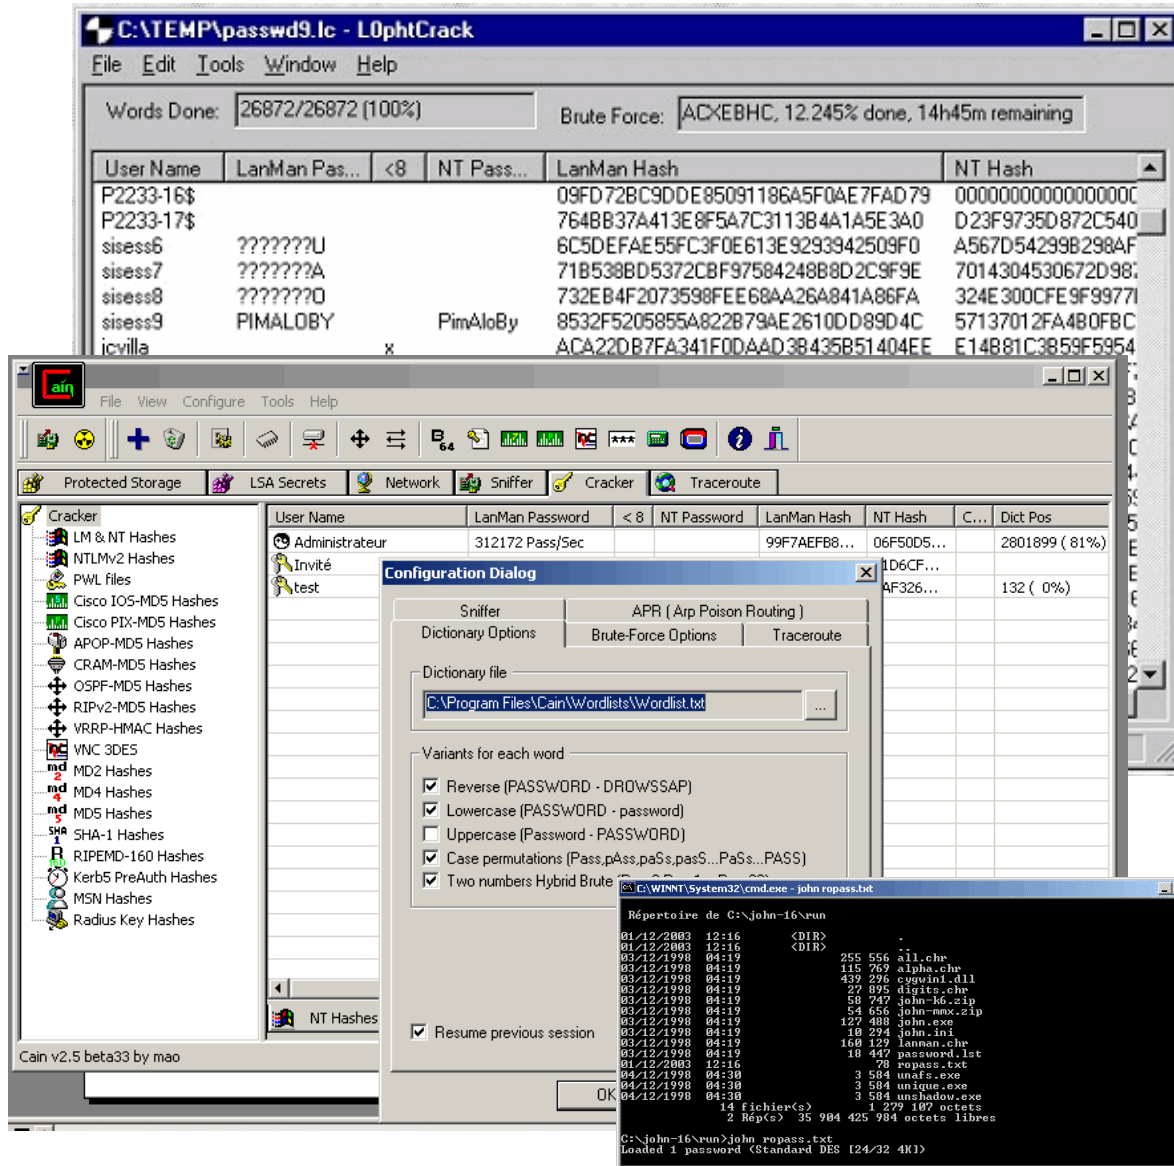 C:\TEMP\passwd9.lc - L0phtCrack
File Edit Tools Window Help
Words Done: 26872/26872 (100%) Brute Force: ACXEBHC, 12.245% done, 14h45m remaining
User Name LanMan Pas... <8 NT Pass... LanMan Hash NT Hash
P2233-16$ 09FD72BC9DDE85091186A5F0AE7FAD79 0000000000000000
P2233-17$ 764BB37A413E8F5A7C3113B4A1A5E3A0 D23F9735D872C540
sisess6 ???????U 6C5DEFAE55FC3F0E613E9293942509F0 A567D54299B298AF
sisess7 ???????A 71B538BD5372CBF97584248B8D2C9F9E 7014304530672D98
sisess8 ???????O 732EB4F2073598FEE68AA26A841A86FA 324E300CFE9F9977
sisess9 PIMALOBY PimAloBy 8532F5205855A822B79AE2610DD89D4C 57137012FA4B0FBC
jcvilla x ACA22DB7FA341F0DAAD3B435B51404EE E14B81C3B59F5954
Caín
File View Configure Tools Help
Protected Storage LSA Secrets Network Sniffer Cracker Traceroute
Cracker
LM & NT Hashes
NTLMv2 Hashes
PWL files
Cisco IOS-MD5 Hashes
Cisco PIX-MD5 Hashes
APOP-MD5 Hashes
CRAM-MD5 Hashes
OSPF-MD5 Hashes
RIPv2-MD5 Hashes
VRRP-HMAC Hashes
VNC 3DES
MD2 Hashes
MD4 Hashes
MD5 Hashes
SHA-1 Hashes
RIPEMD-160 Hashes
Kerb5 PreAuth Hashes
MSN Hashes
Radius Key Hashes
User Name LanMan Password < 8 NT Password LanMan Hash NT Hash C... Dict Pos
Administrateur 312172 Pass/Sec 99F7AEFB8... 06F50D5... 2801899 ( 81%)
Invité 1D6CF...
test AF326... 132 ( 0%)
NT Hashes
Cain v2.5 beta33 by mao
Configuration Dialog
Sniffer APR ( Arp Poison Routing )
Dictionary Options Brute-Force Options Traceroute
Dictionary file
C:\Program Files\Cain\Wordlists\Wordlist.txt ...
Variants for each word
Reverse (PASSWORD - DROWSSAP)
Lowercase (PASSWORD - password)
Uppercase (Password - PASSWORD)
Case permutations (Pass,pAss,paSs,pasS...PaSs...PASS)
Two numbers Hybrid Brute
Resume previous session
OK
C:\WINNT\System32\cmd.exe - john ropass.txt
Répertoire de C:\john-16\run
01/12/2003 12:16 <DIR> .
01/12/2003 12:16 <DIR> ..
03/12/1998 04:19 255 556 all.chr
03/12/1998 04:19 115 769 alpha.chr
03/12/1998 04:19 439 296 cygwin1.dll
03/12/1998 04:19 27 895 digits.chr
03/12/1998 04:19 58 747 john-k6.zip
03/12/1998 04:19 54 656 john-mmx.zip
03/12/1998 04:19 127 488 john.exe
03/12/1998 04:19 10 294 john.ini
03/12/1998 04:19 160 129 lanman.chr
03/12/1998 04:19 18 447 password.lst
01/12/2003 12:16 78 ropass.txt
04/12/1998 04:30 3 584 unafs.exe
04/12/1998 04:30 3 584 unique.exe
04/12/1998 04:30 3 584 unshadow.exe
14 fichier(s) 1 279 107 octets
2 Rép(s) 35 904 425 984 octets libres
C:\john-16\run>john ropass.txt
Loaded 1 password (Standard DES [24/32 4K])